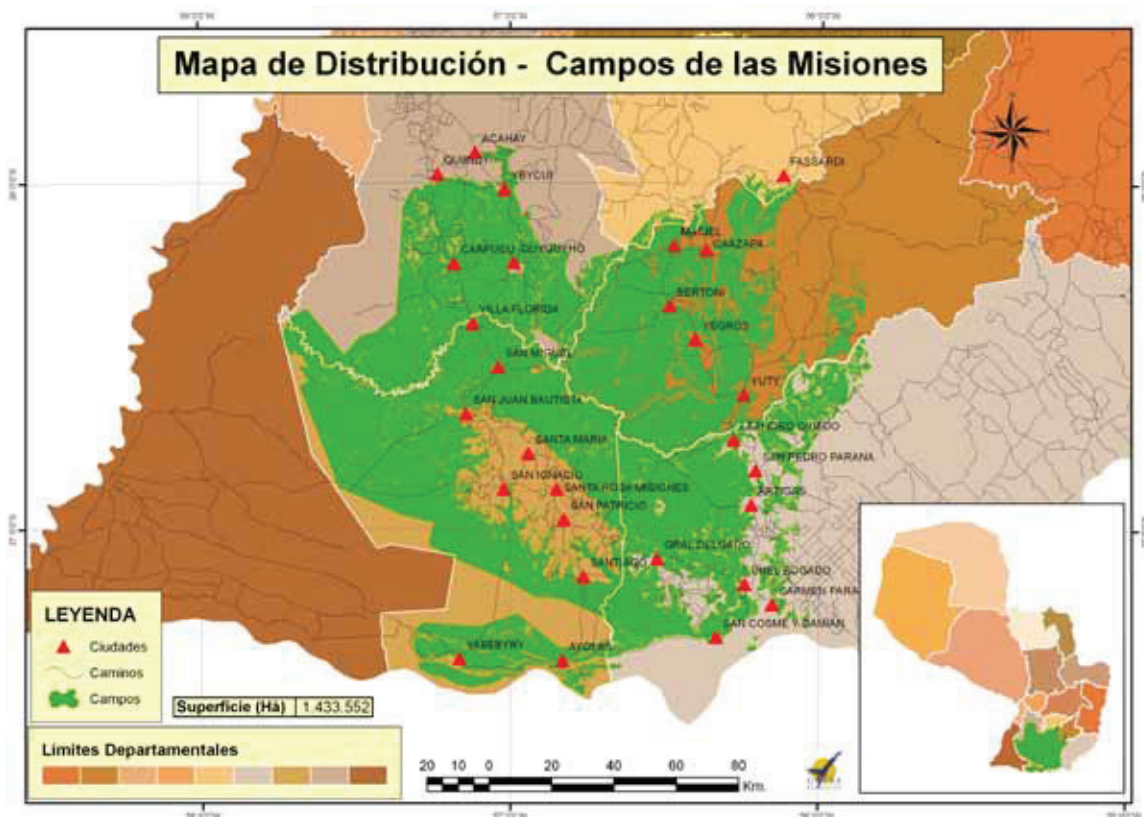 Mapa de Distribución - Campos de las Misiones
ACAHAY
QUIINDY
YBYCUI
FASSARDI
MACIEL
CAAZAPA
CAAPUCU
BERTONI
YEGROS
VILLA FLORIDA
SAN MIGUEL
YUTY
SAN JUAN BAUTISTA
SANTA MARIA
SAN PEDRO PARANA
SAN IGNACIO
SANTA ROSA MISIONES
ARTIGAS
SAN PATRICIO
GRAL DELGADO
SANTIAGO
CARMEN PARA
SAN COSME Y DAMIAN
YABEBYRY
AYOLAS
LEYENDA
Ciudades
Caminos
Campos
Superficie (Há) 1.433.552
Límites Departamentales
20 10 0 20 40 60 80
Km.